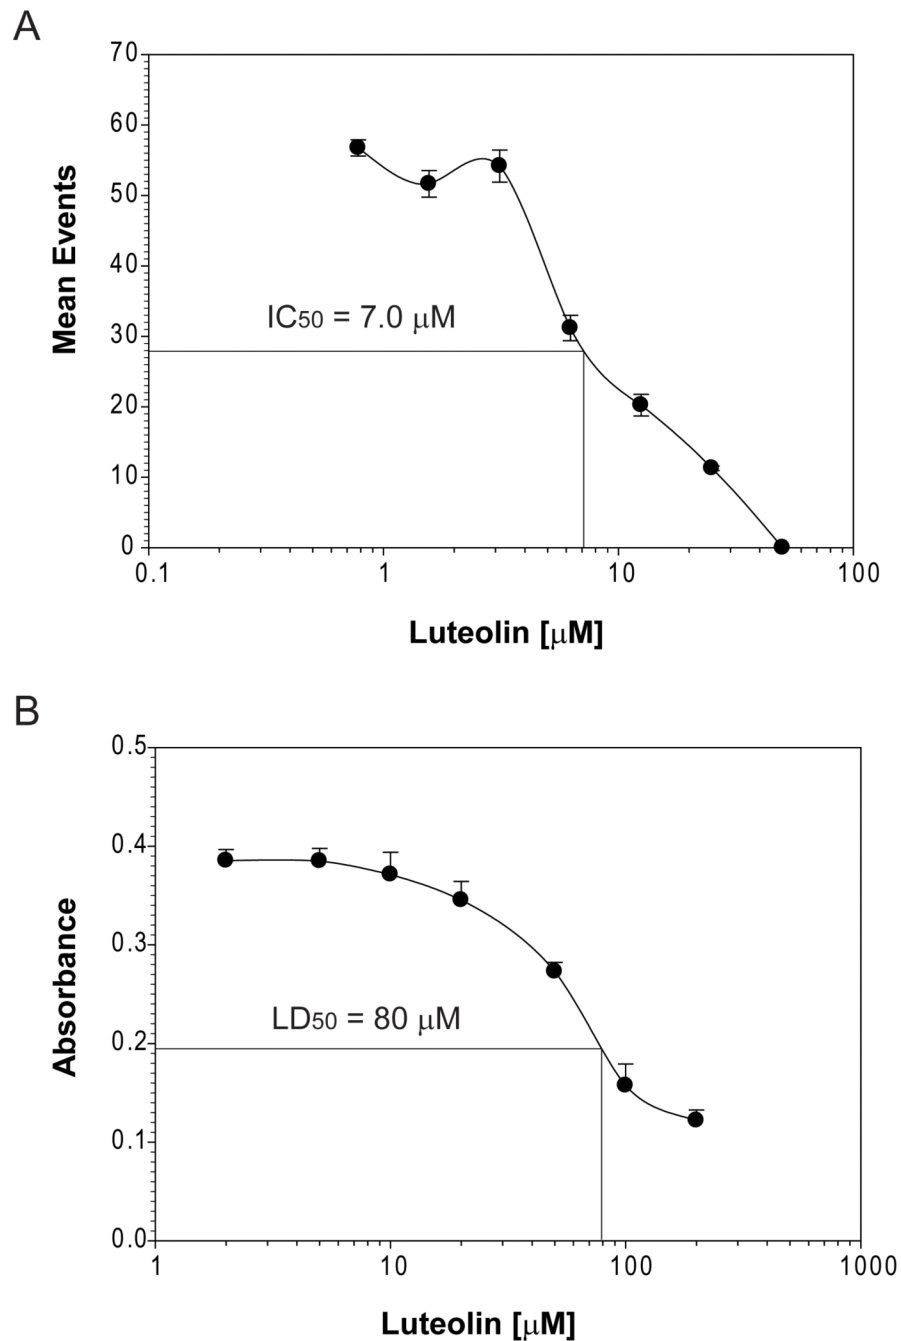 A
70
60
50
40
30
20
10
0
Mean Events
IC50 = 7.0 μM
0.1 1 10 100
Luteolin [μM]
B
0.5
0.4
0.3
0.2
0.1
0.0
Absorbance
LD50 = 80 μM
1 10 100 1000
Luteolin [μM]